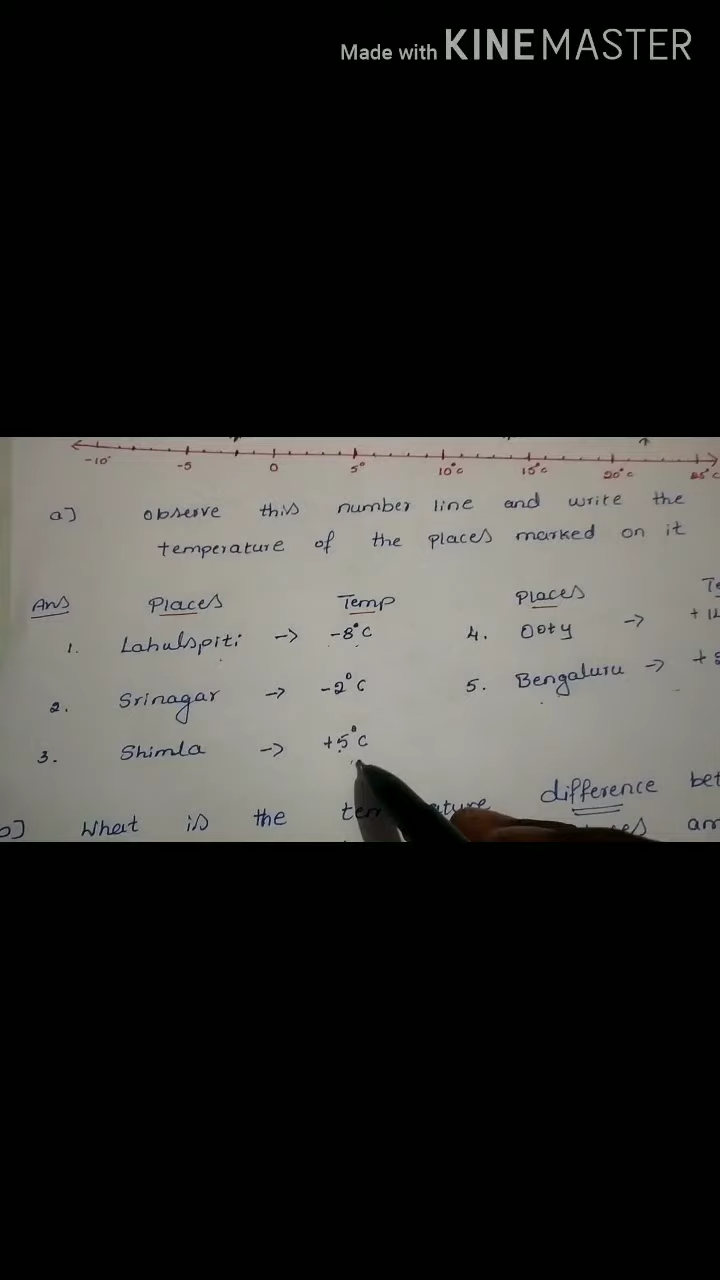 Made with KINEMASTER
-10° -5 0 5° 10°c 15°c 20°c 25°c
a] observe this number line and write the
temperature of the places marked on it
Ans Places Temp
1. Lahulspiti -> -8°C
2. Srinagar -> -2°C
3. Shimla -> +5°C
Places
4. Ooty ->
5. Bengaluru ->
b] What is the difference